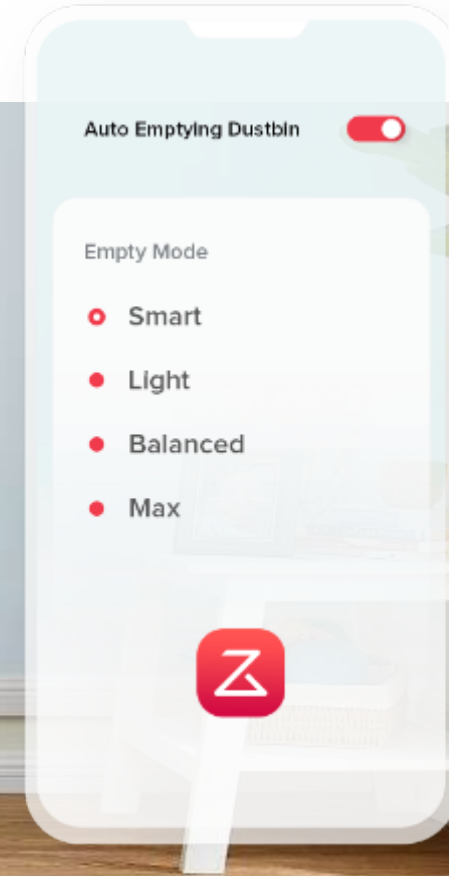 Auto Emptying Dustbin
Empty Mode
Smart
Light
Balanced
Max